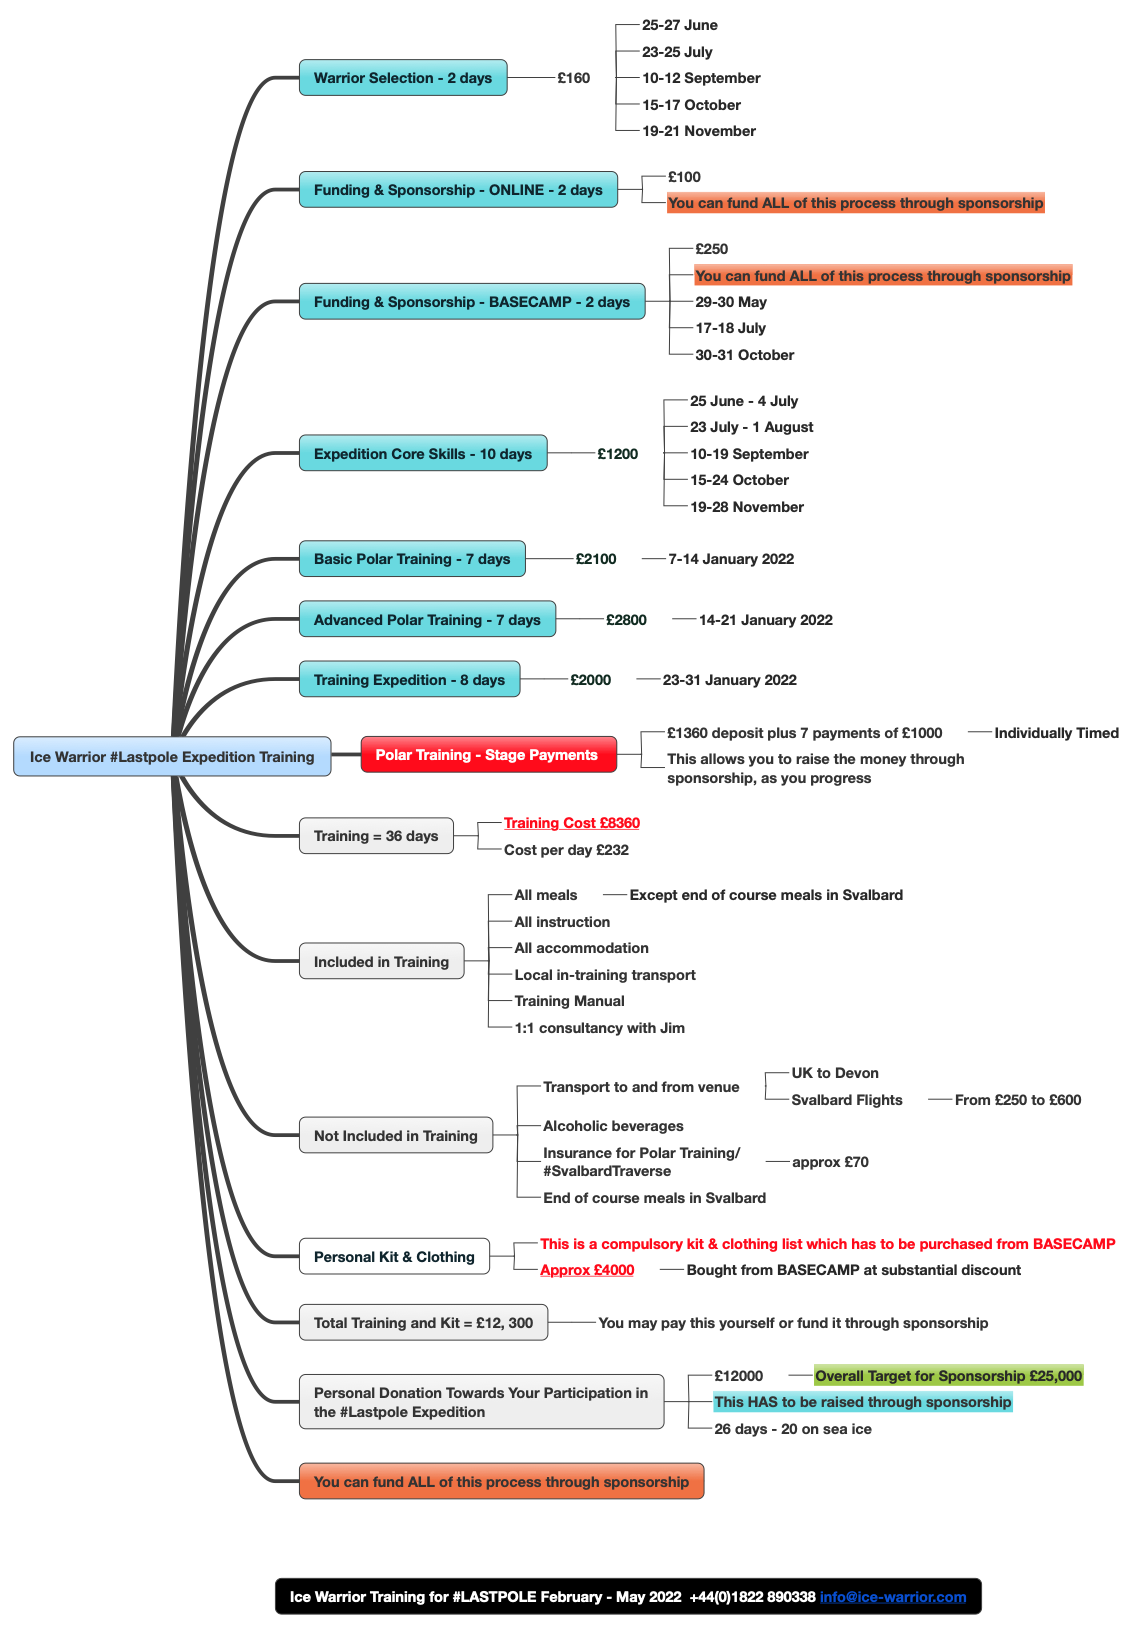 Warrior Selection - 2 days
£160
25-27 June
23-25 July
10-12 September
15-17 October
19-21 November
Funding & Sponsorship - ONLINE - 2 days
£100
You can fund ALL of this process through sponsorship
Funding & Sponsorship - BASECAMP - 2 days
£250
You can fund ALL of this process through sponsorship
29-30 May
17-18 July
30-31 October
Expedition Core Skills - 10 days
£1200
25 June - 4 July
23 July - 1 August
10-19 September
15-24 October
19-28 November
Basic Polar Training - 7 days
£2100
7-14 January 2022
Advanced Polar Training - 7 days
£2800
14-21 January 2022
Training Expedition - 8 days
£2000
23-31 January 2022
Ice Warrior #Lastpole Expedition Training
Polar Training - Stage Payments
£1360 deposit plus 7 payments of £1000
Individually Timed
This allows you to raise the money through
sponsorship, as you progress
Training = 36 days
Training Cost £8360
Cost per day £232
Included in Training
All meals
Except end of course meals in Svalbard
All instruction
All accommodation
Local in-training transport
Training Manual
1:1 consultancy with Jim
Not Included in Training
Transport to and from venue
UK to Devon
Svalbard Flights
From £250 to £600
Alcoholic beverages
Insurance for Polar Training/
#SvalbardTraverse
approx £70
End of course meals in Svalbard
Personal Kit & Clothing
This is a compulsory kit & clothing list which has to be purchased from BASECAMP
Approx £4000
Bought from BASECAMP at substantial discount
Total Training and Kit = £12, 300
You may pay this yourself or fund it through sponsorship
Personal Donation Towards Your Participation in
the #Lastpole Expedition
£12000
Overall Target for Sponsorship £25,000
This HAS to be raised through sponsorship
26 days - 20 on sea ice
You can fund ALL of this process through sponsorship
Ice Warrior Training for #LASTPOLE February - May 2022  +44(0)1822 890338 info@ice-warrior.com